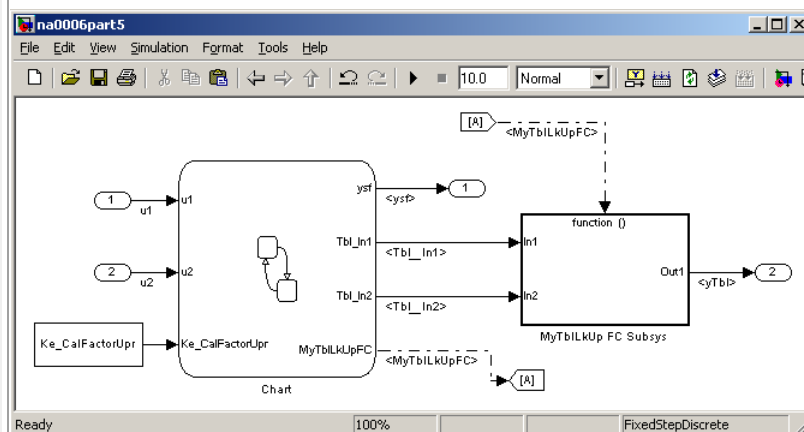 na0006part5
File Edit View Simulation Format Tools Help
10.0 Normal
[A]
<MyTblLkUpFC>
1
u1
u1
ysf
<ysf>
1
function ()
2
u2
u2
Tbl_In1
<Tbl_In1>
In1
Out1
<yTbl>
2
Tbl_In2
<Tbl_In2>
In2
MyTblLkUp FC Subsys
Ke_CalFactorUpr
Ke_CalFactorUpr
MyTblLkUpFC
<MyTblLkUpFC>
[A]
Chart
Ready 100% FixedStepDiscrete